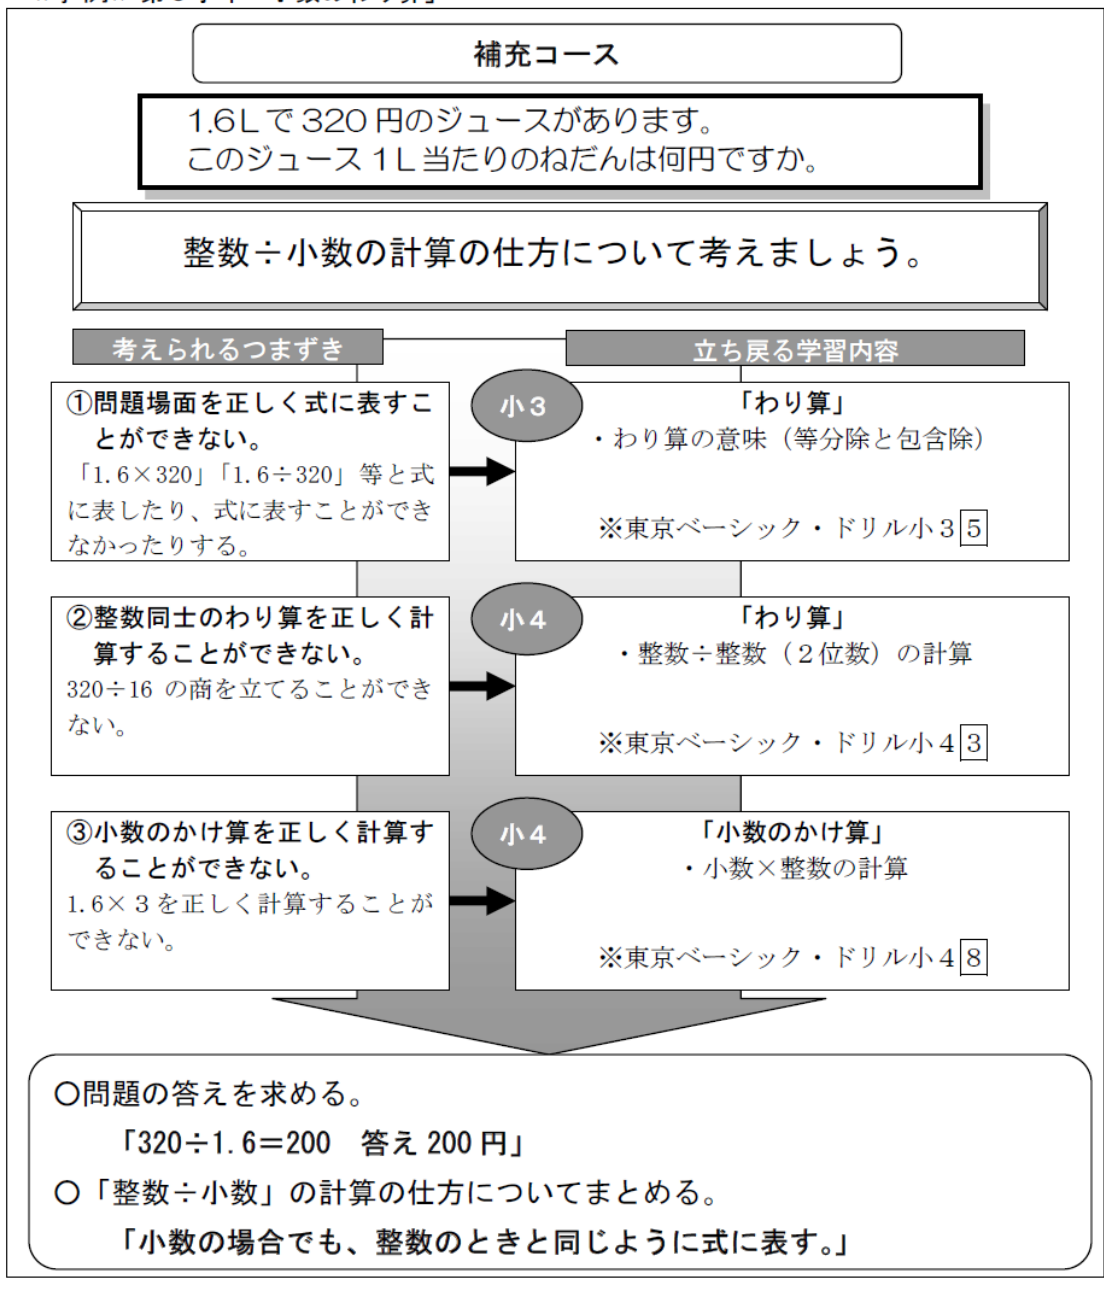 補充コース
1.6Lで320円のジュースがあります。
このジュース1L当たりのねだんは何円ですか。
整数÷小数の計算の仕方について考えましょう。
考えられるつまずき
立ち戻る学習内容
①問題場面を正しく式に表すこ
とができない。
「1.6×320」「1.6÷320」等と式
に表したり、式に表すことができ
なかったりする。
小3
「わり算」
・わり算の意味（等分除と包含除）
※東京ベーシック・ドリル小3 5
②整数同士のわり算を正しく計
算することができない。
320÷16 の商を立てることができ
ない。
小4
「わり算」
・整数÷整数（２位数）の計算
※東京ベーシック・ドリル小4 3
③小数のかけ算を正しく計算す
ることができない。
1.6×３を正しく計算することが
できない。
小4
「小数のかけ算」
・小数×整数の計算
※東京ベーシック・ドリル小4 8
〇問題の答えを求める。
「320÷1.6＝200　答え 200 円」
〇「整数÷小数」の計算の仕方についてまとめる。
「小数の場合でも、整数のときと同じように式に表す。」